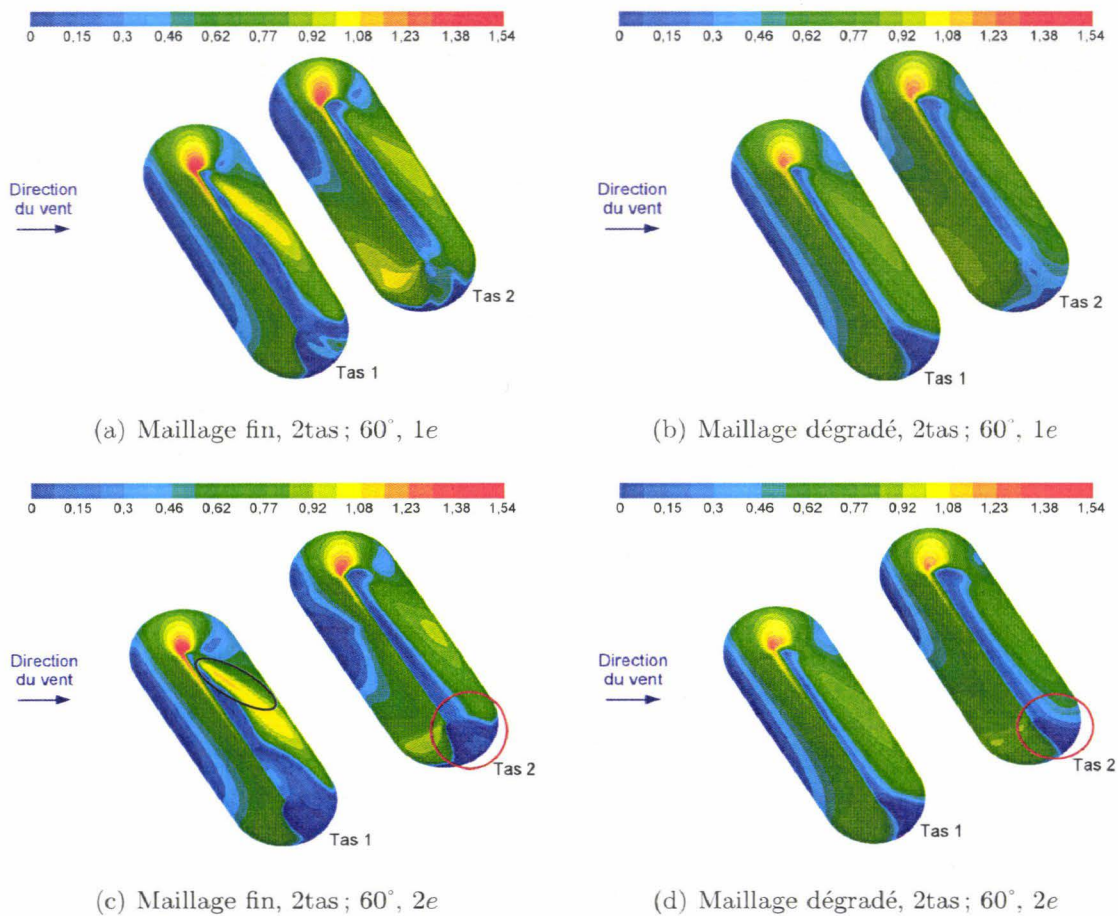 0 0,15 0,3 0,46 0,62 0,77 0,92 1,08 1,23 1,38 1,54
0 0,15 0,3 0,46 0,62 0,77 0,92 1,08 1,23 1,38 1,54
Direction
du vent
Tas 2
Tas 1
Direction
du vent
Tas 2
Tas 1
(a) Maillage fin, 2tas ; 60°, 1e
(b) Maillage dégradé, 2tas ; 60°, 1e
0 0,15 0,3 0,46 0,62 0,77 0,92 1,08 1,23 1,38 1,54
0 0,15 0,3 0,46 0,62 0,77 0,92 1,08 1,23 1,38 1,54
Direction
du vent
Tas 2
Tas 1
Direction
du vent
Tas 2
Tas 1
(c) Maillage fin, 2tas ; 60°, 2e
(d) Maillage dégradé, 2tas ; 60°, 2e